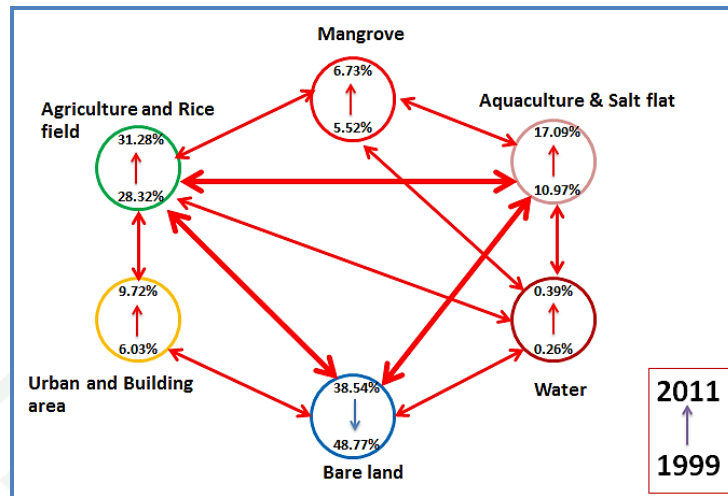 Mangrove
6.73%
5.52%
Agriculture and Rice
field
31.28%
28.32%
Aquaculture & Salt flat
17.09%
10.97%
9.72%
6.03%
Urban and Building
area
0.39%
0.26%
Water
38.54%
48.77%
Bare land
2011
1999